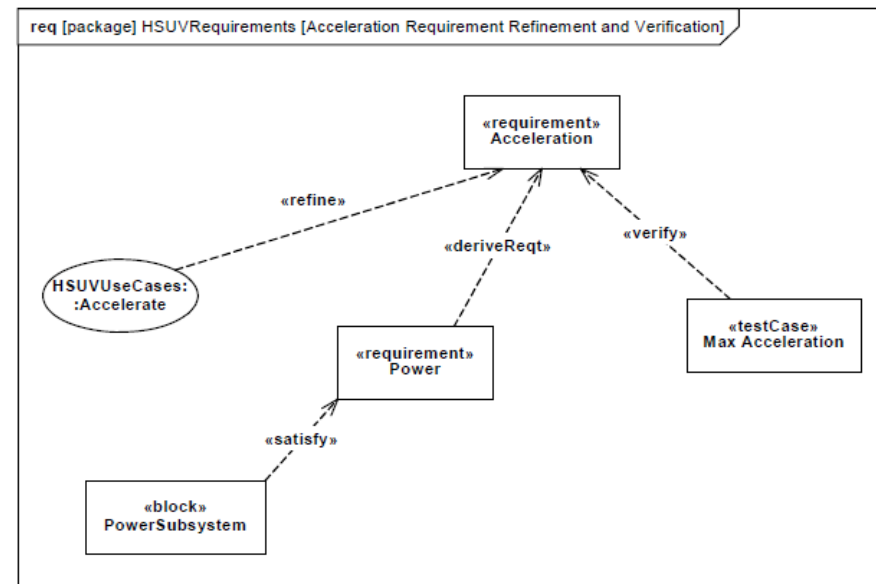 req [package] HSUVRequirements [Acceleration Requirement Refinement and Verification]
«requirement»
Acceleration
«refine»
«deriveReqt»
«verify»
HSUVUseCases:
:Accelerate
«requirement»
Power
«testCase»
Max Acceleration
«satisfy»
«block»
PowerSubsystem